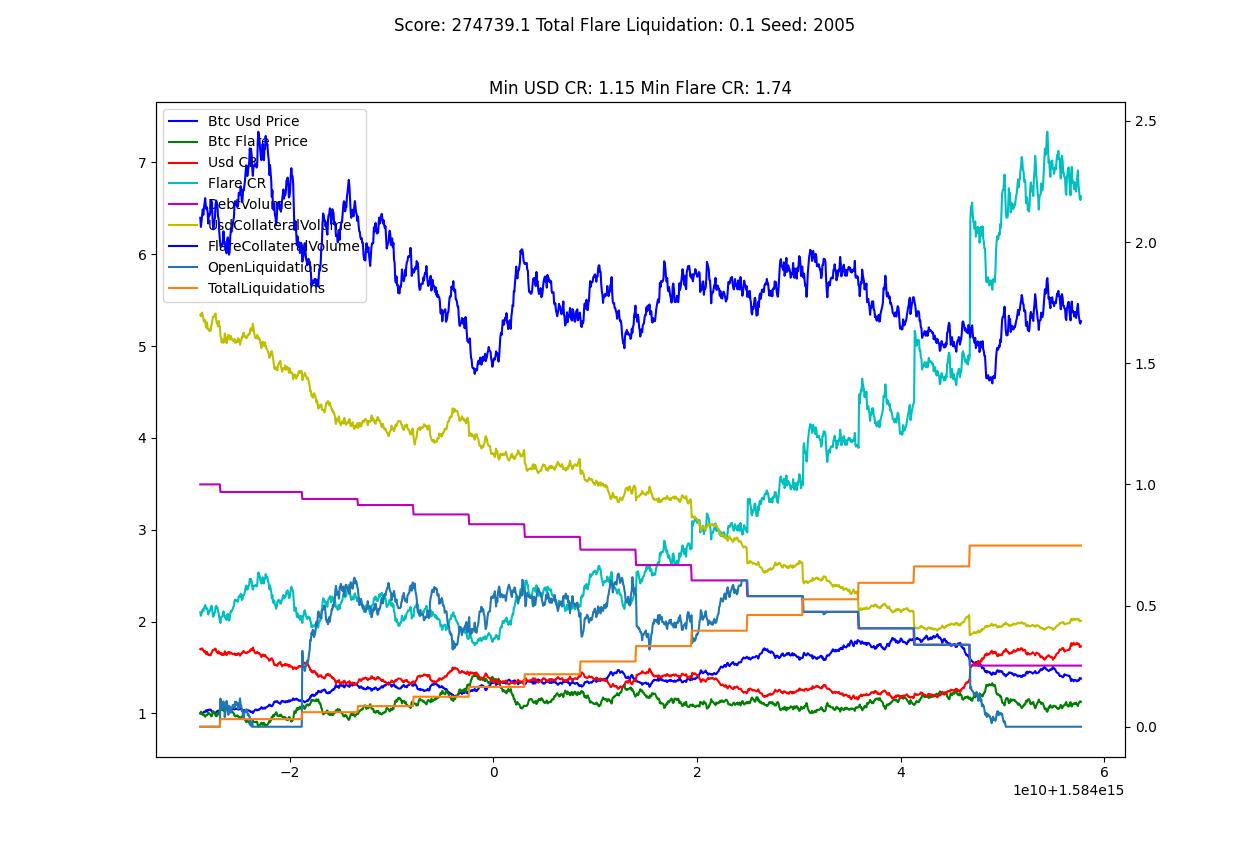 Score: 274739.1 Total Flare Liquidation: 0.1 Seed: 2005
Min USD CR: 1.15 Min Flare CR: 1.74
Btc Usd Price
Btc Flare Price
Usd CR
Flare CR
DebtVolume
UsdCollateralVolume
FlareCollateralVolume
OpenLiquidations
TotalLiquidations
7
6
5
4
3
2
1
2.5
2.0
1.5
1.0
0.5
0.0
−2
0
2
4
6
1e10+1.584e15